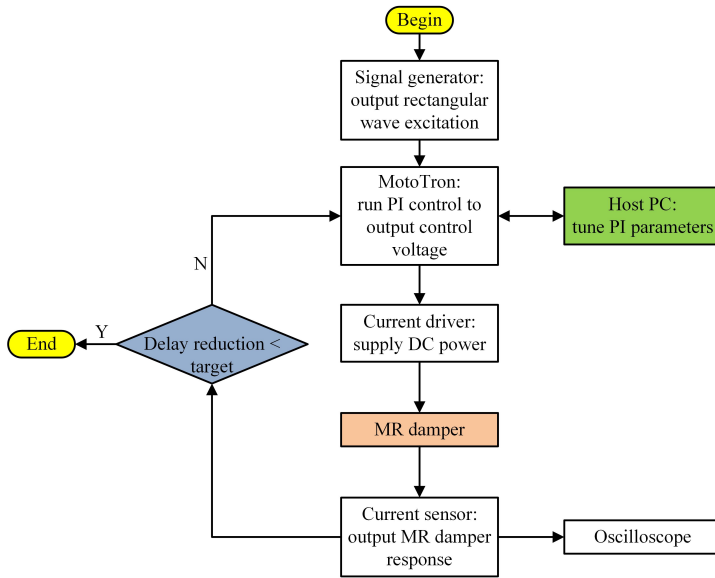 Begin
Signal generator:
output rectangular
wave excitation
MotoTron:
run PI control to
output control
voltage
Host PC:
tune PI parameters
N
Current driver:
supply DC power
Delay reduction <
target
Y
End
MR damper
Current sensor:
output MR damper
response
Oscilloscope